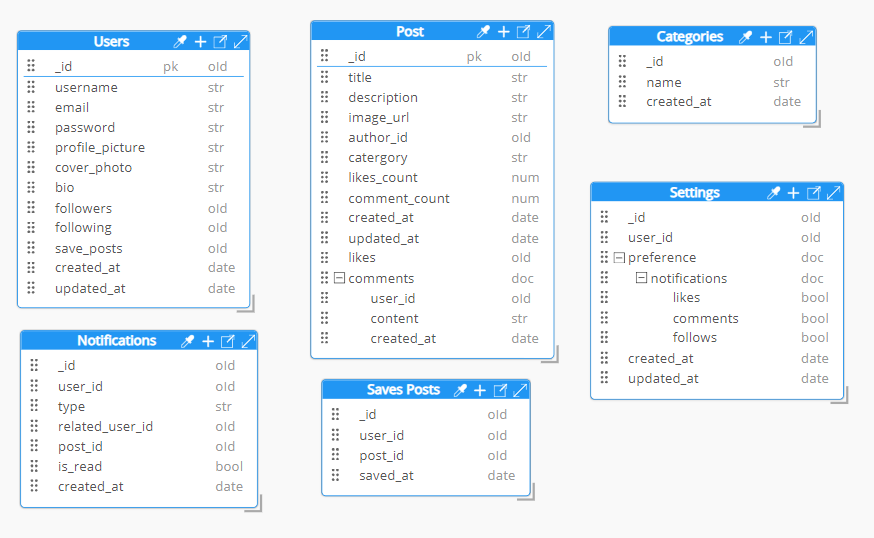 Users
_id pk oId
username str
email str
password str
profile_picture str
cover_photo str
bio str
followers oId
following oId
save_posts oId
created_at date
updated_at date
Post
_id pk oId
title str
description str
image_url str
author_id oId
catergory str
likes_count num
comment_count num
created_at date
updated_at date
likes oId
comments doc
user_id oId
content str
created_at date
Categories
_id oId
name str
created_at date
Settings
_id oId
user_id oId
preference doc
notifications doc
likes bool
comments bool
follows bool
created_at date
updated_at date
Notifications
_id oId
user_id oId
type str
related_user_id oId
post_id oId
is_read bool
created_at date
Saves Posts
_id oId
user_id oId
post_id oId
saved_at date